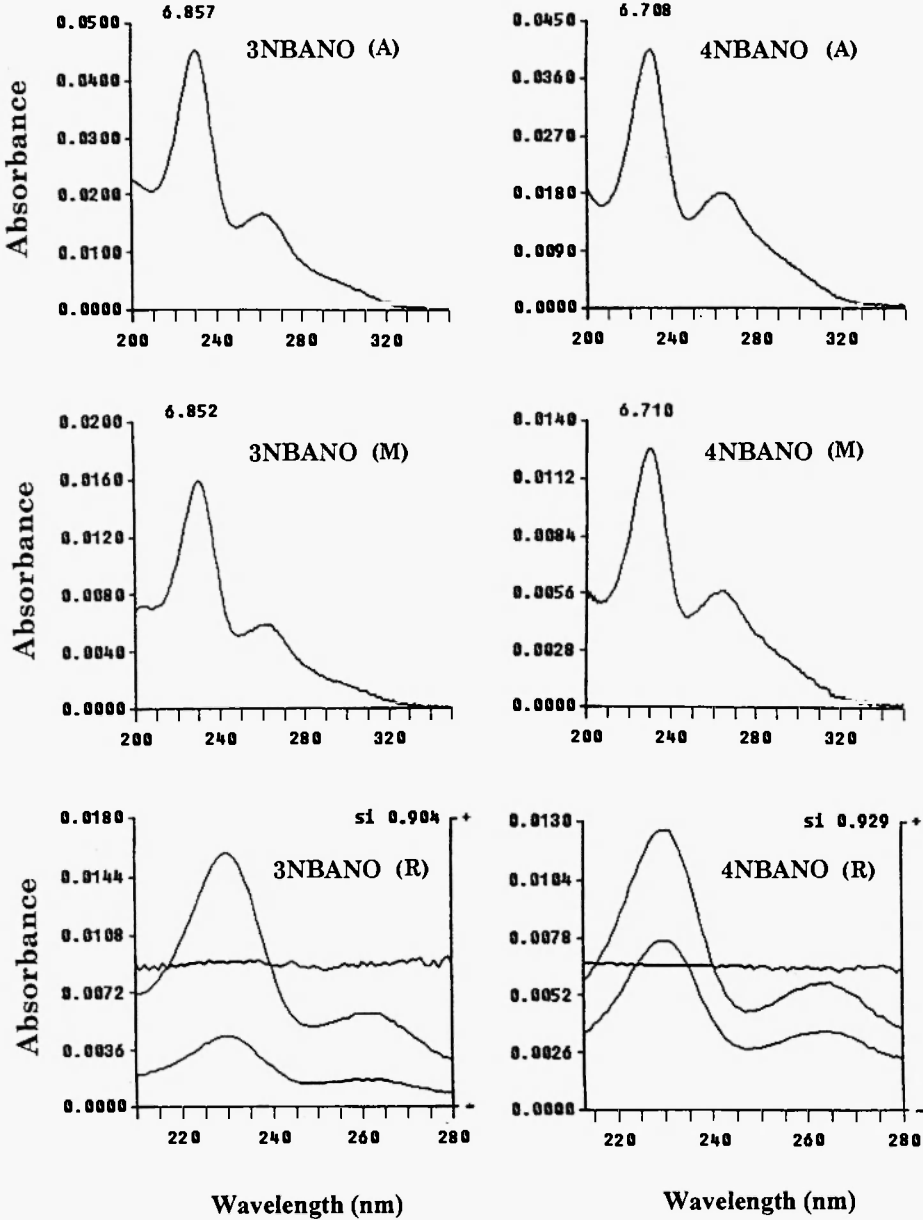 6.857
3NBANO (A)
0.0500
0.0400
0.0300
0.0200
0.0100
0.0000
200 240 280 320
Absorbance
6.708
4NBANO (A)
0.0450
0.0360
0.0270
0.0180
0.0090
0.0000
200 240 280 320
6.852
3NBANO (M)
0.0200
0.0160
0.0120
0.0080
0.0040
0.0000
200 240 280 320
Absorbance
6.710
4NBANO (M)
0.0140
0.0112
0.0084
0.0056
0.0028
0.0000
200 240 280 320
si 0.904 +
3NBANO (R)
0.0180
0.0144
0.0108
0.0072
0.0036
0.0000
-
220 240 260 280
Absorbance
Wavelength (nm)
si 0.929 +
4NBANO (R)
0.0130
0.0104
0.0078
0.0052
0.0026
0.0000
-
220 240 260 280
Wavelength (nm)